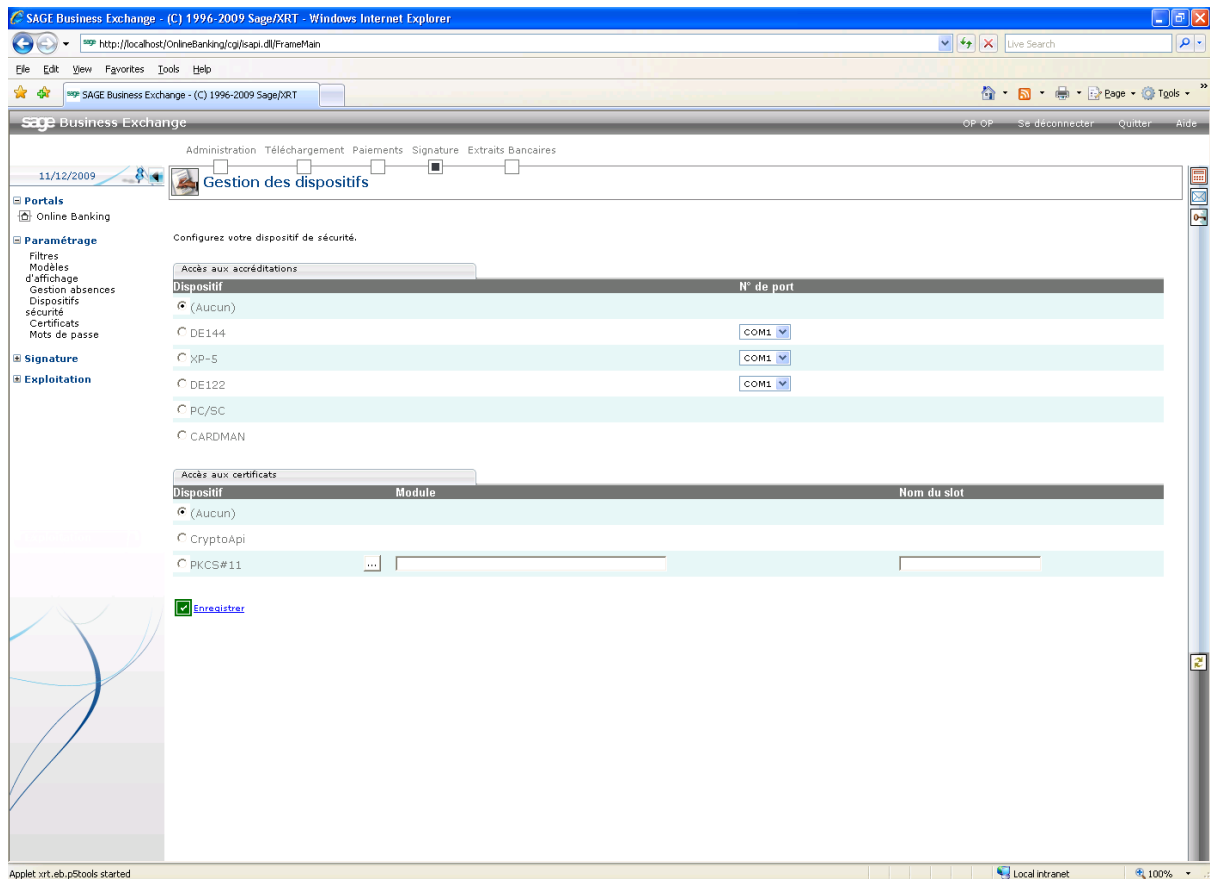 SAGE Business Exchange - (C) 1996-2009 Sage/XRT - Windows Internet Explorer
http://localhost/OnlineBanking/cgi/isapi.dll/FrameMain
Live Search
File Edit View Favorites Tools Help
SAGE Business Exchange - (C) 1996-2009 Sage/XRT
Page Tools
sage Business Exchange OP OP Se déconnecter Quitter Aide
Administration Téléchargement Paiements Signature Extraits Bancaires
11/12/2009
Gestion des dispositifs
Portals
Online Banking
Paramétrage
Filtres
Modèles
d'affichage
Gestion absences
Dispositifs
sécurité
Certificats
Mots de passe
Signature
Exploitation
Configurez votre dispositif de sécurité.
Accès aux accréditations
Dispositif N° de port
(Aucun)
DE144 COM1
XP-5 COM1
DE122 COM1
PC/SC
CARDMAN
Accès aux certificats
Dispositif Module Nom du slot
(Aucun)
CryptoApi
PKCS#11 ...
Enregistrer
Applet xrt.eb.p5tools started Local intranet 100%